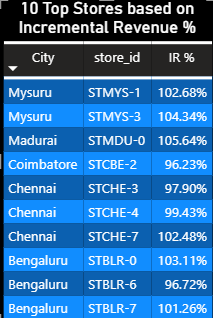 10 Top Stores based on
Incremental Revenue %
City store_id IR %
Mysuru STMYS-1 102.68%
Mysuru STMYS-3 104.34%
Madurai STMDU-0 105.64%
Coimbatore STCBE-2 96.23%
Chennai STCHE-3 97.90%
Chennai STCHE-4 99.43%
Chennai STCHE-7 102.48%
Bengaluru STBLR-0 103.11%
Bengaluru STBLR-6 96.72%
Bengaluru STBLR-7 101.26%